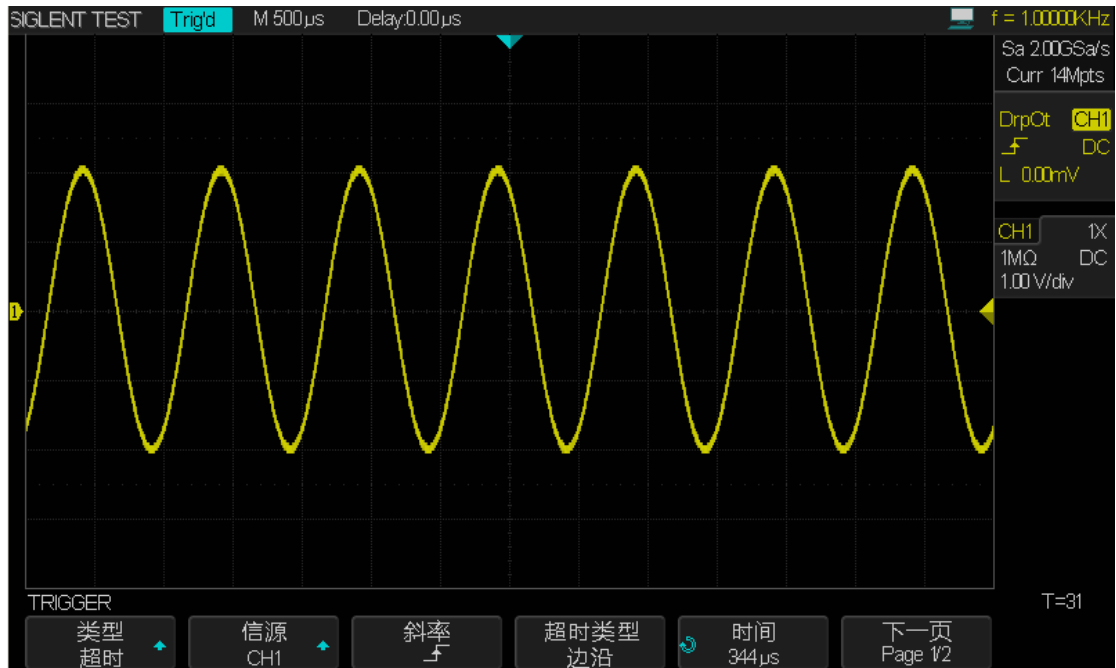 SIGLENT TEST Trig'd M 500μs Delay:0.00μs f = 1.00000KHz
Sa 2.00GSa/s
Curr 14Mpts
DrpOt CH1
DC
L 0.00mV
CH1 1X
1MΩ DC
1.00 V/div
1
TRIGGER T=31
类型 信源 斜率 超时类型 时间 下一页
超时 CH1 边沿 344μs Page 1/2